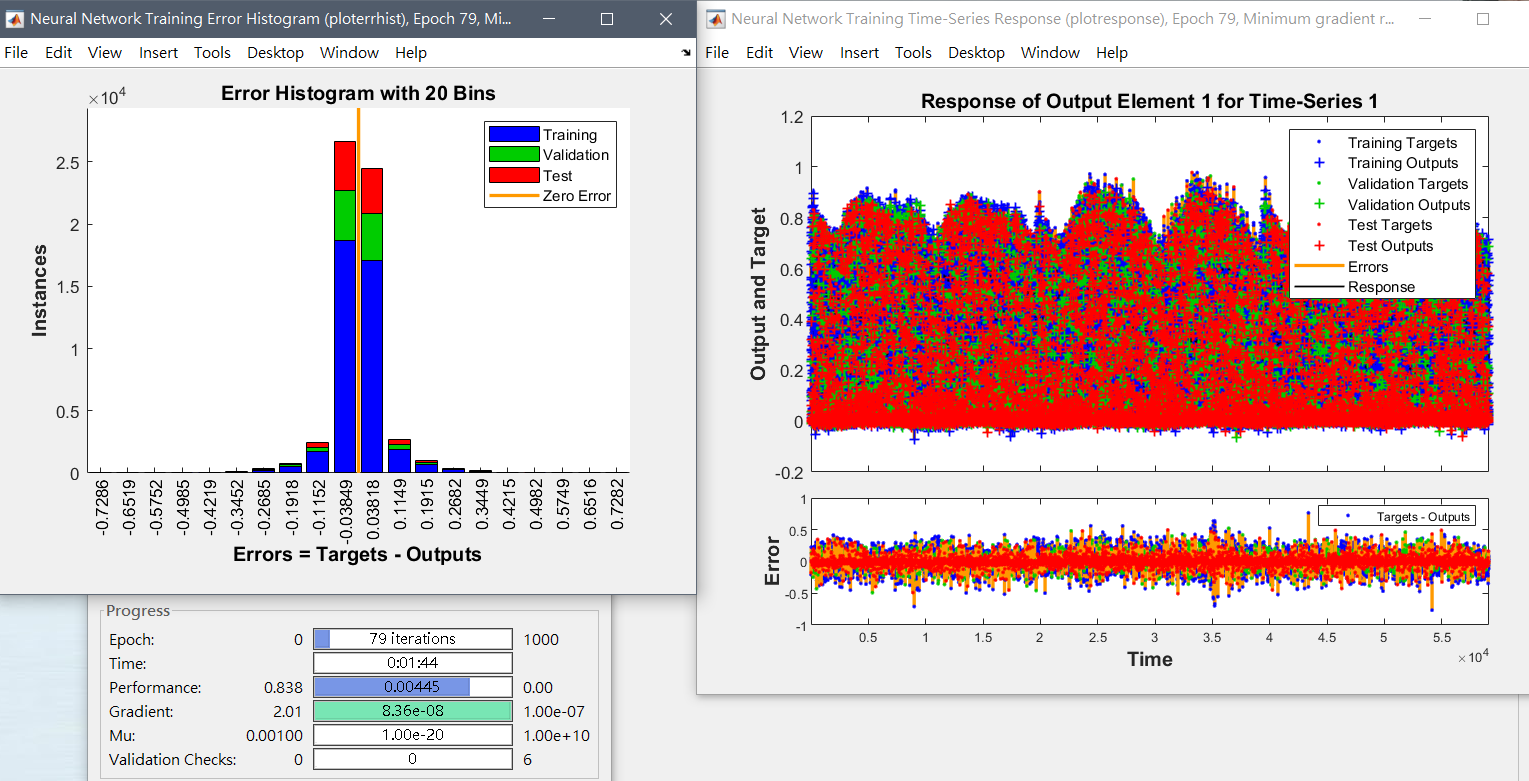 Neural Network Training Error Histogram (ploterrhist), Epoch 79, Mi...
File Edit View Insert Tools Desktop Window Help
Error Histogram with 20 Bins
×10^4
Instances
2.5
2
1.5
1
0.5
0
Training
Validation
Test
Zero Error
-0.7286
-0.6519
-0.5752
-0.4985
-0.4219
-0.3452
-0.2685
-0.1918
-0.1152
-0.03849
0.03818
0.1149
0.1915
0.2682
0.3449
0.4215
0.4982
0.5749
0.6516
0.7282
Errors = Targets - Outputs
Neural Network Training Time-Series Response (plotresponse), Epoch 79, Minimum gradient r...
File Edit View Insert Tools Desktop Window Help
Response of Output Element 1 for Time-Series 1
Output and Target
1.2
1
0.8
0.6
0.4
0.2
0
-0.2
Training Targets
Training Outputs
Validation Targets
Validation Outputs
Test Targets
Test Outputs
Errors
Response
Error
1
0.5
0
-0.5
-1
Targets - Outputs
0.5 1 1.5 2 2.5 3 3.5 4 4.5 5 5.5
Time
×10^4
Progress
Epoch: 0 79 iterations 1000
Time: 0:01:44
Performance: 0.838 0.00445 0.00
Gradient: 2.01 8.36e-08 1.00e-07
Mu: 0.00100 1.00e-20 1.00e+10
Validation Checks: 0 0 6